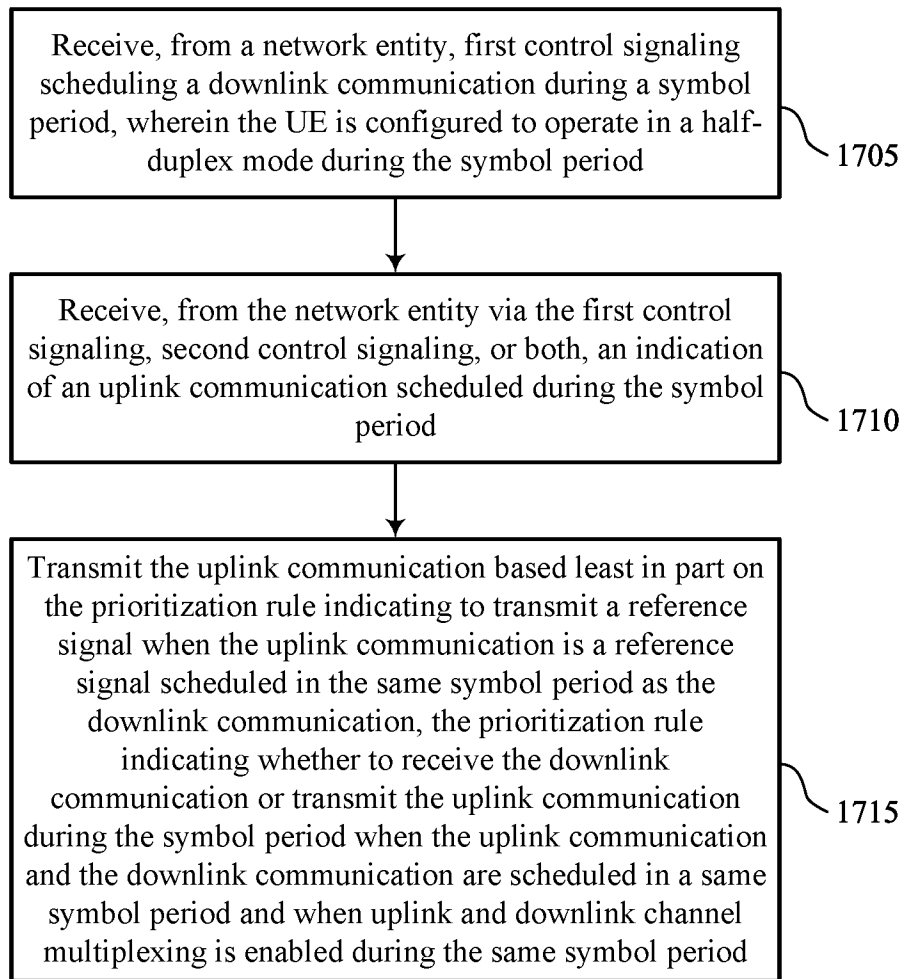 Receive, from a network entity, first control signaling
scheduling a downlink communication during a symbol
period, wherein the UE is configured to operate in a half-
duplex mode during the symbol period
1705
Receive, from the network entity via the first control
signaling, second control signaling, or both, an indication
of an uplink communication scheduled during the symbol
period
1710
Transmit the uplink communication based least in part on
the prioritization rule indicating to transmit a reference
signal when the uplink communication is a reference
signal scheduled in the same symbol period as the
downlink communication, the prioritization rule
indicating whether to receive the downlink
communication or transmit the uplink communication
during the symbol period when the uplink communication
and the downlink communication are scheduled in a same
symbol period and when uplink and downlink channel
multiplexing is enabled during the same symbol period
1715